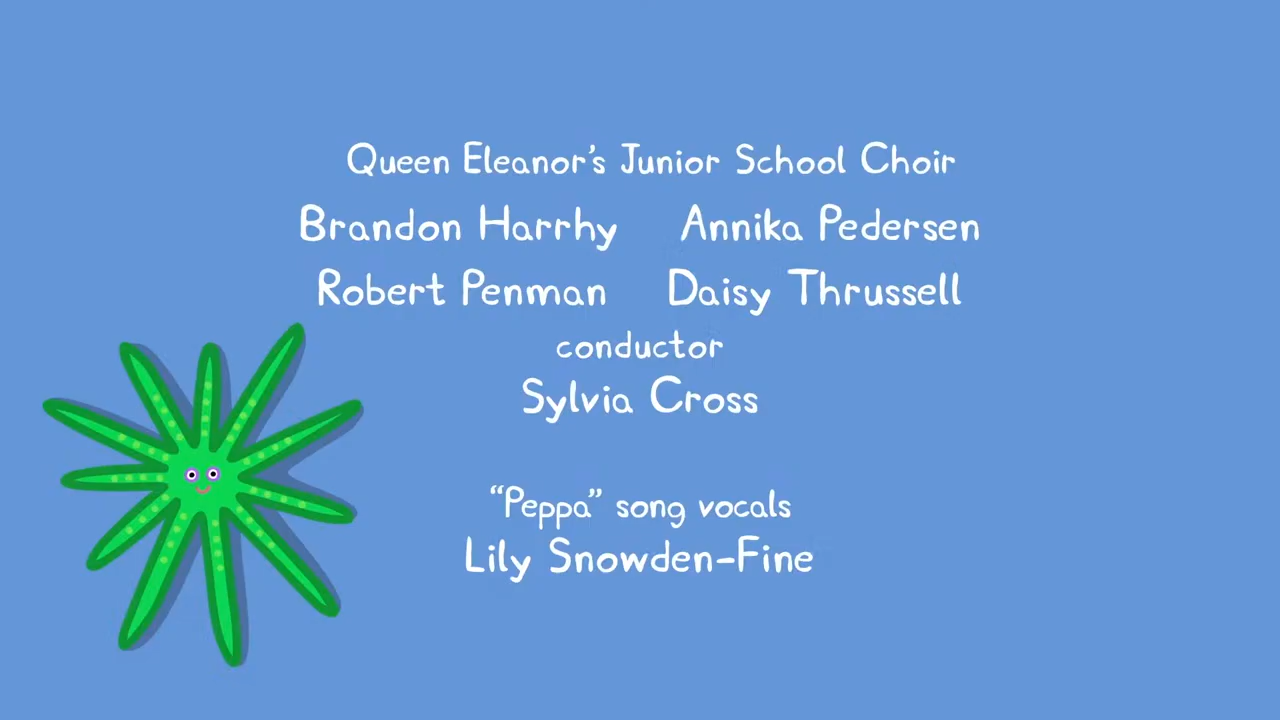 Queen Eleanor's Junior School Choir
Brandon Harrhy Annika Pedersen
Robert Penman Daisy Thrussell
conductor
Sylvia Cross
“Peppa” song vocals
Lily Snowden-Fine